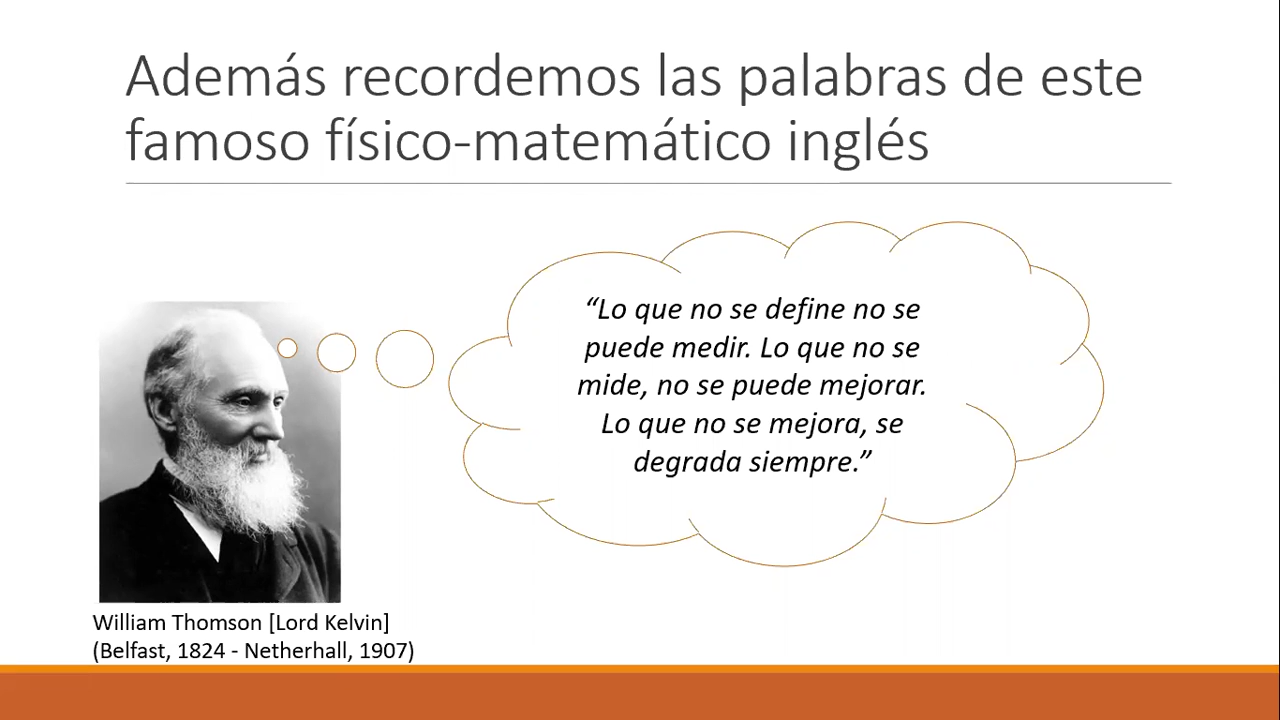 Además recordemos las palabras de este
famoso físico-matemático inglés
“Lo que no se define no se
puede medir. Lo que no se
mide, no se puede mejorar.
Lo que no se mejora, se
degrada siempre.”
William Thomson [Lord Kelvin]
(Belfast, 1824 - Netherhall, 1907)